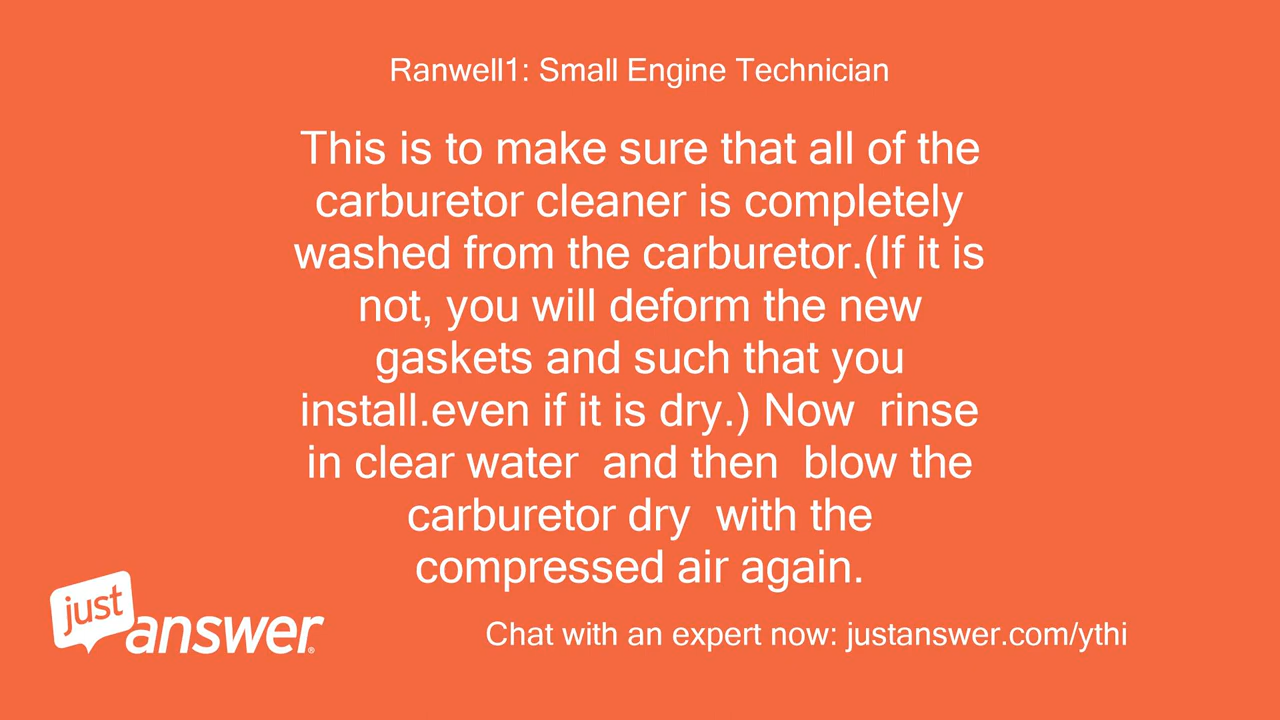 Ranwell1: Small Engine Technician
This is to make sure that all of the
carburetor cleaner is completely
washed from the carburetor.(If it is
not, you will deform the new
gaskets and such that you
install.even if it is dry.) Now  rinse
in clear water  and then  blow the
carburetor dry  with the
compressed air again.
just
answer®
Chat with an expert now: justanswer.com/ythi